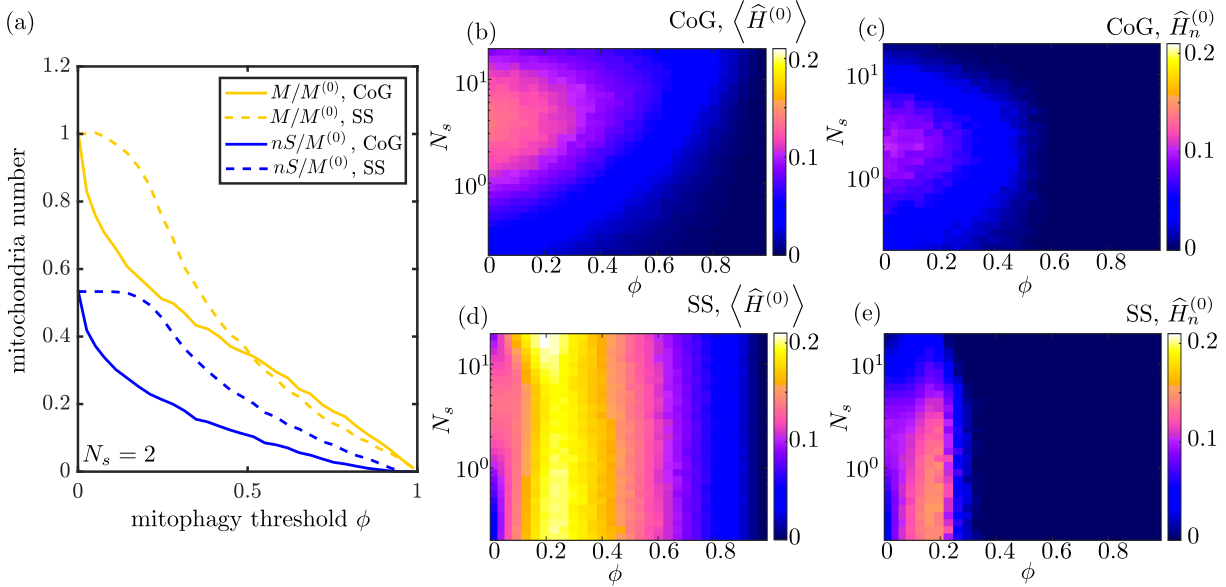 (a)
1.2
1
0.8
0.6
0.4
0.2
0
mitochondria number
M/M^(0), CoG
M/M^(0), SS
nS/M^(0), CoG
nS/M^(0), SS
N_s = 2
0 0.5 1
mitophagy threshold ϕ
(b)
CoG, ⟨Ĥ^(0)⟩
N_s
10^1
10^0
0 0.2 0.4 0.6 0.8
ϕ
0.2
0.1
0
(c)
CoG, Ĥ_n^(0)
N_s
10^1
10^0
0 0.2 0.4 0.6 0.8
ϕ
0.2
0.1
0
(d)
SS, ⟨Ĥ^(0)⟩
N_s
10^1
10^0
0 0.2 0.4 0.6 0.8
ϕ
0.2
0.1
0
(e)
SS, Ĥ_n^(0)
N_s
10^1
10^0
0 0.2 0.4 0.6 0.8
ϕ
0.2
0.1
0